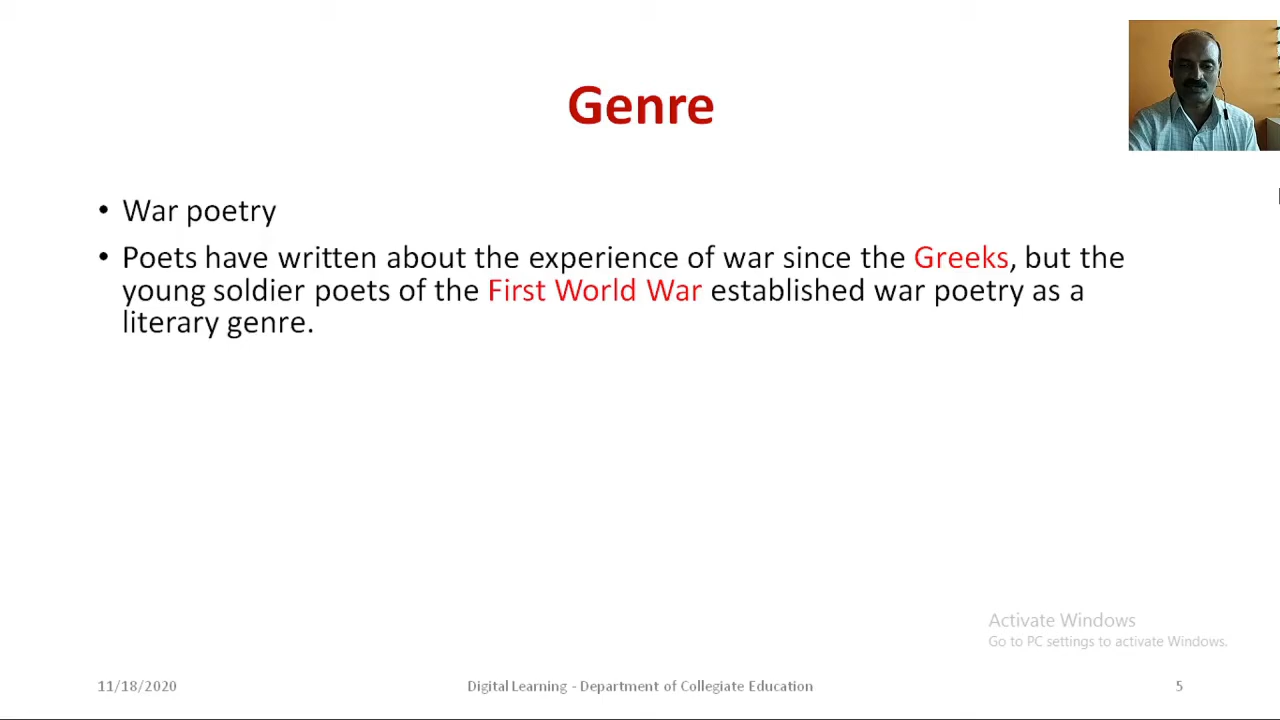 Genre
• War poetry
• Poets have written about the experience of war since the Greeks, but the
young soldier poets of the First World War established war poetry as a
literary genre.
Activate Windows
Go to PC settings to activate Windows.
11/18/2020
Digital Learning - Department of Collegiate Education
5